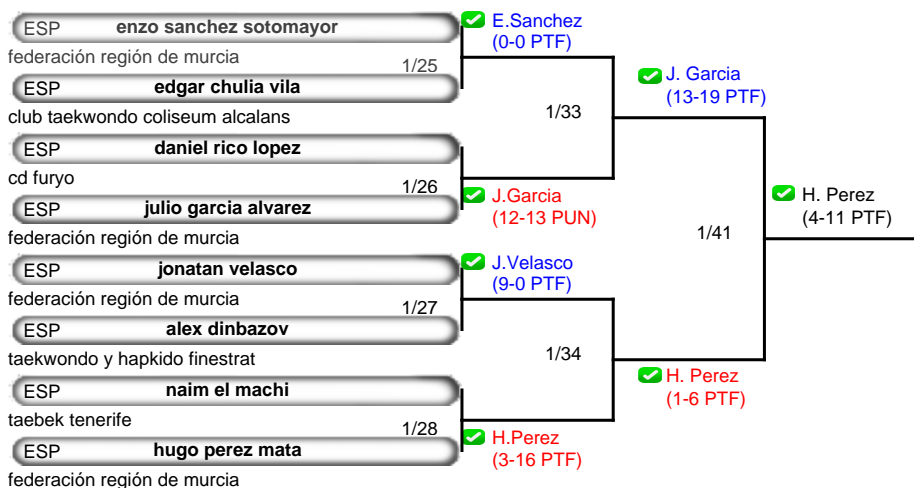 ESP enzo sanchez sotomayor
federación región de murcia
1/25
ESP edgar chulia vila
club taekwondo coliseum alcalans
ESP daniel rico lopez
cd furyo
1/26
ESP julio garcia alvarez
federación región de murcia
ESP jonatan velasco
federación región de murcia
1/27
ESP alex dinbazov
taekwondo y hapkido finestrat
ESP naim el machi
taebek tenerife
1/28
ESP hugo perez mata
federación región de murcia
E.Sanchez
(0-0 PTF)
1/33
J.Garcia
(12-13 PUN)
J.Velasco
(9-0 PTF)
1/34
H.Perez
(3-16 PTF)
J. Garcia
(13-19 PTF)
1/41
H. Perez
(1-6 PTF)
H. Perez
(4-11 PTF)